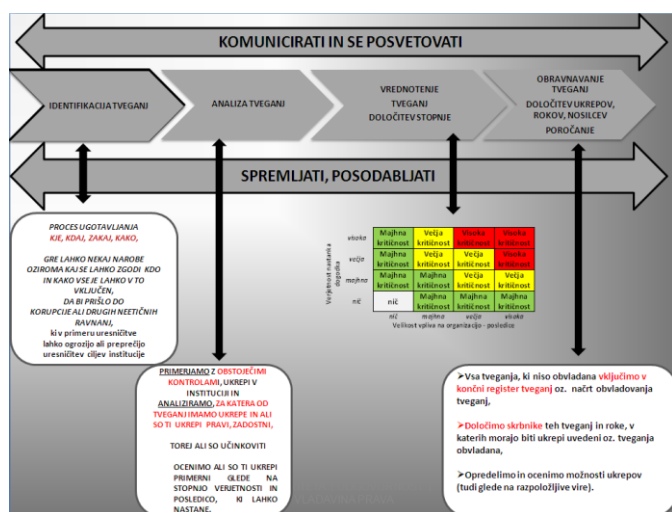 KOMUNICIRATI IN SE POSVETOVATI
IDENTIFIKACIJA TVEGANJ
ANALIZA TVEGANJ
VREDNOTENJE
TVEGANJ
DOLOČITEV STOPNJE
OBRAVNAVANJE
TVEGANJ
DOLOČITEV UKREPOV,
ROKOV, NOSILCEV
POROČANJE
SPREMLJATI, POSODABLJATI
PROCES UGOTAVLJANJA
KJE, KDAJ, ZAKAJ, KAKO,
GRE LAHKO NEKAJ NAROBE
OZIROMA KAJ SE LAHKO ZGODI KDO
IN KAKO VSE JE LAHKO V TO
VKLJUČEN,
DA BI PRIŠLO DO
KORUPCIJE ALI DRUGIH NEETIČNIH
RAVNANJ,
ki v primeru uresničitve
lahko ogrozijo ali preprečijo
uresničitev ciljev institucije
Verjetnost nastanka
dogodka
visoka
Majhna kritičnost
Večja kritičnost
Visoka kritičnost
Visoka kritičnost
večja
Majhna kritičnost
Večja kritičnost
Večja kritičnost
Visoka kritičnost
majhna
Majhna kritičnost
Majhna kritičnost
Večja kritičnost
Večja kritičnost
nič
nič
Majhna kritičnost
Majhna kritičnost
Majhna kritičnost
nič
majhna
večja
visoka
Velikost vpliva na organizacijo - posledice
PRIMERJAMO Z OBSTOJEČIMI
KONTROLAMI, UKREPI V
INSTITUCIJI IN
ANALIZIRAMO, ZA KATERA OD
TVEGANJ IMAMO UKREPE IN ALI
SO TI UKREPI PRAVI, ZADOSTNI,
TOREJ ALI SO UČINKOVITI
OCENIMO ALI SO TI UKREPI
PRIMERNI GLEDE NA
STOPNJO VERJETNOSTI IN
POSLEDICO, KI LAHKO
NASTANE.
➤Vsa tveganja, ki niso obvladana vključimo v
končni register tveganj oz. načrt obvladovanja
tveganj,
➤Določimo skrbnike teh tveganj in roke, v
katerih morajo biti ukrepi uvedeni oz. tveganja
obvladana,
➤Opredelimo in ocenimo možnosti ukrepov
(tudi glede na razpoložljive vire).